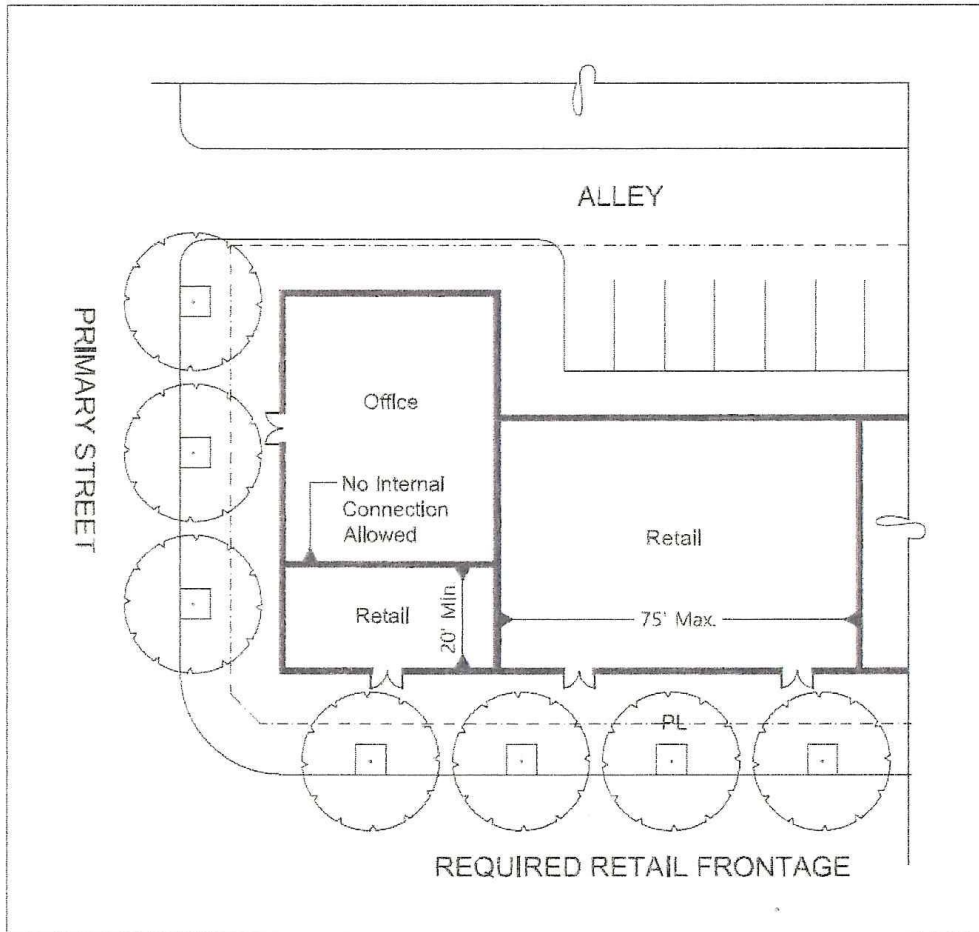 ALLEY
PRIMARY STREET
Office
No Internal
Connection
Allowed
Retail
Retail
20' Min.
75' Max.
PL
REQUIRED RETAIL FRONTAGE